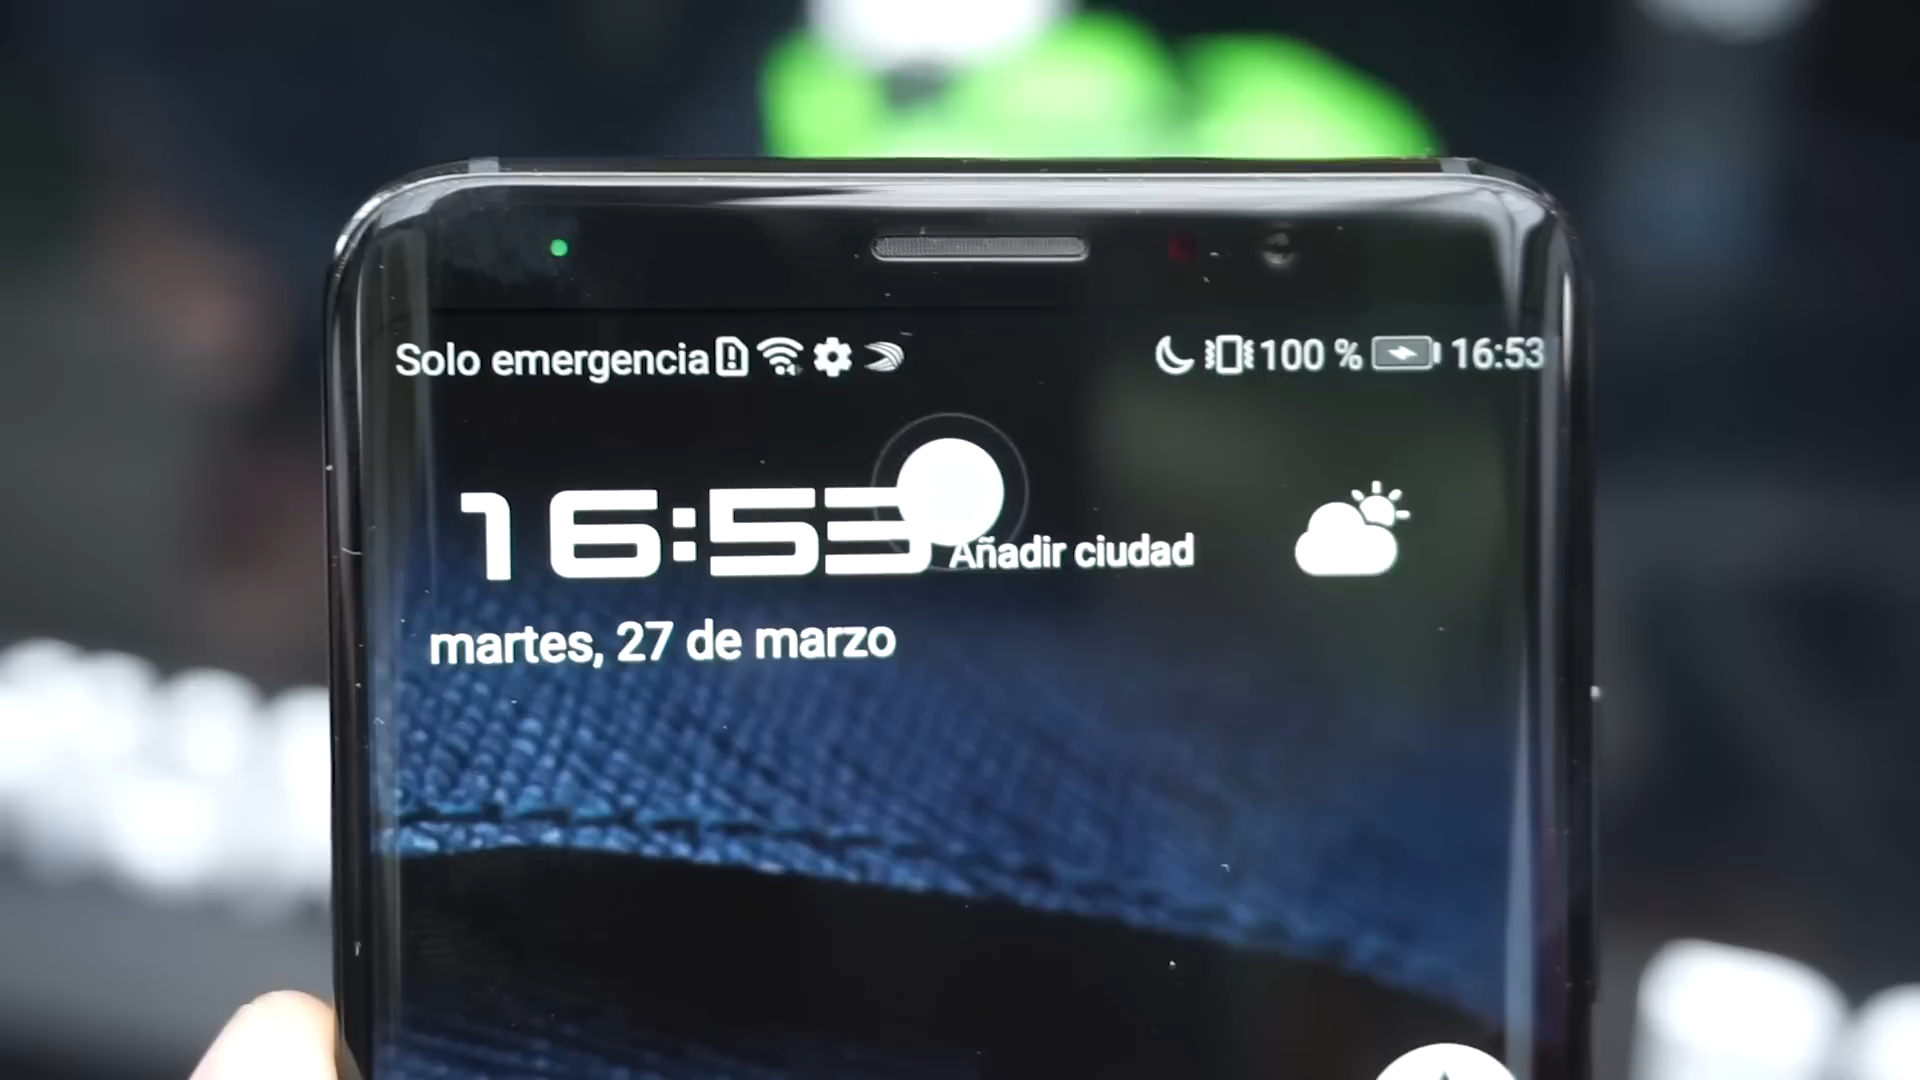 Solo emergencia 100 % 16:53
16:53 Añadir ciudad
martes, 27 de marzo